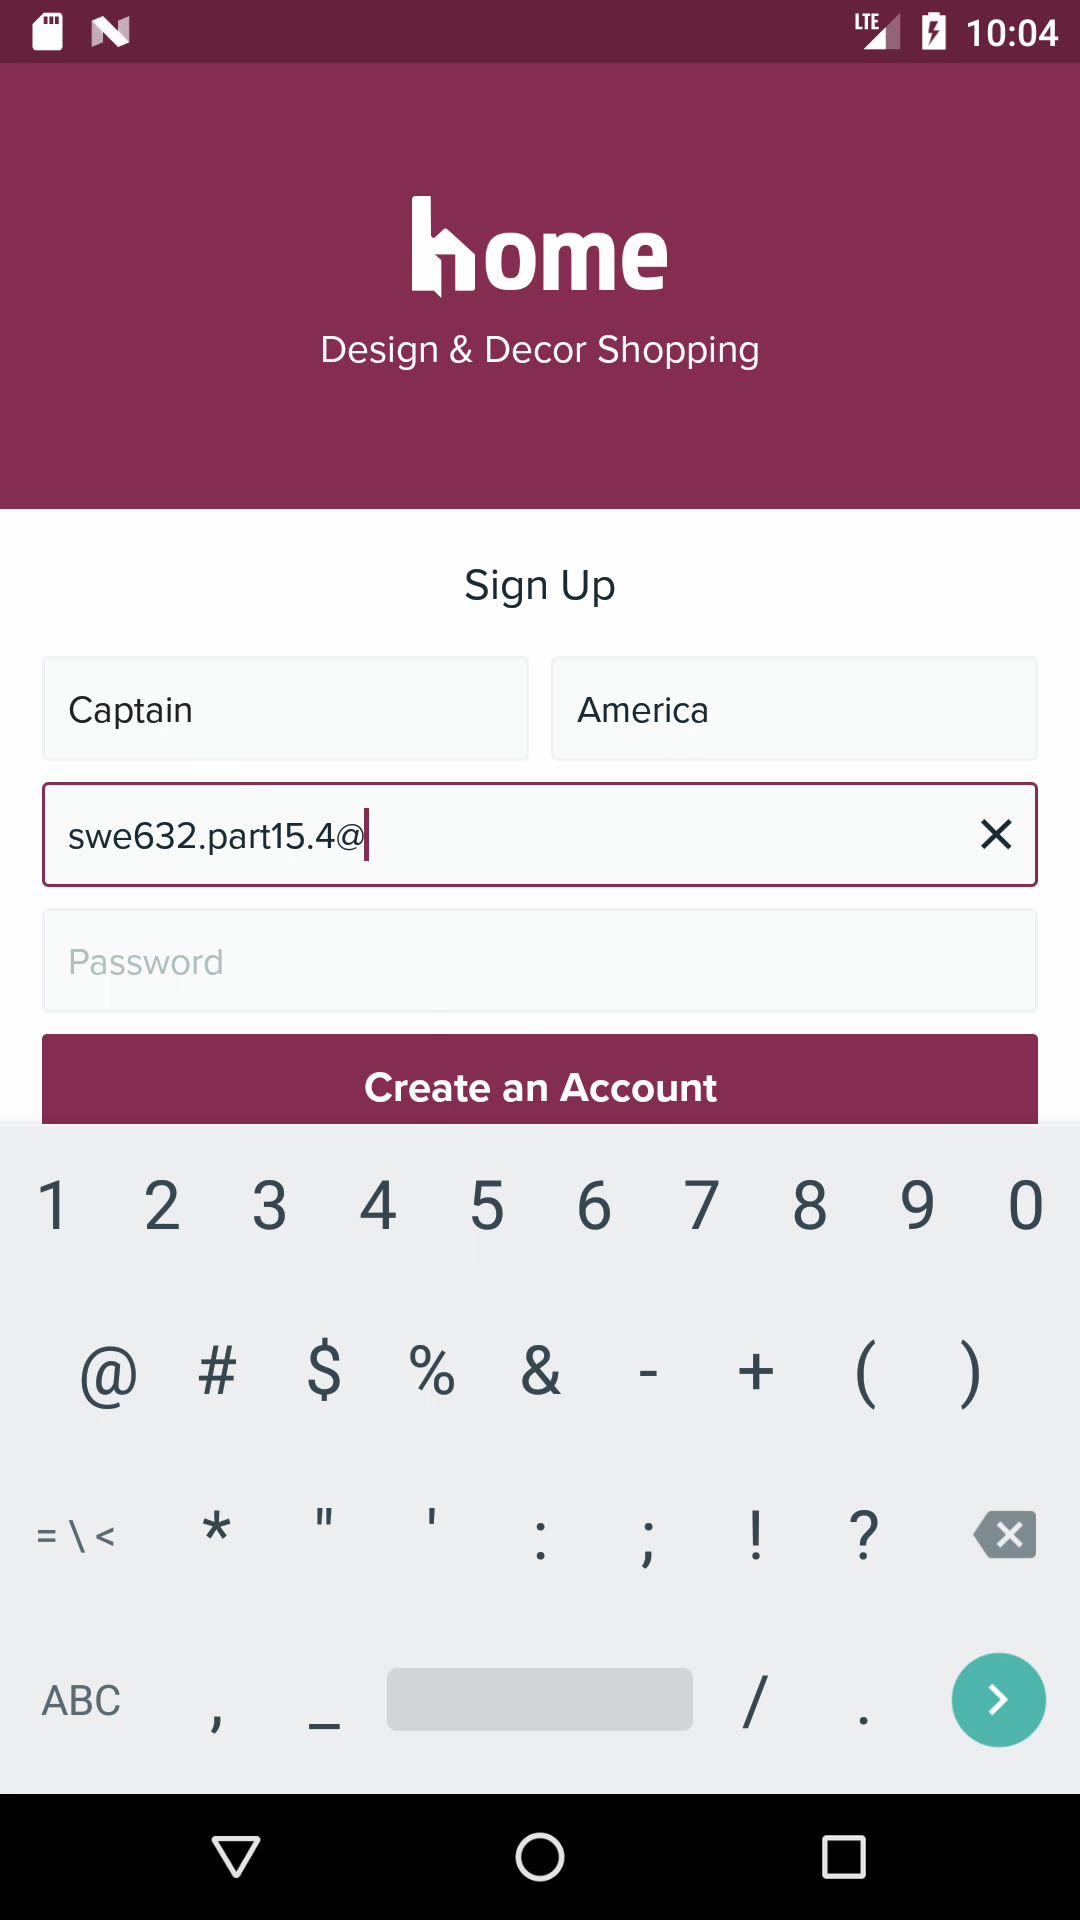 LTE 10:04
home
Design & Decor Shopping
Sign Up
Captain America
swe632.part15.4@
Password
Create an Account
1 2 3 4 5 6 7 8 9 0
@ # $ % & - + ( )
= \ < * " ' : ; ! ?
ABC , _ / .